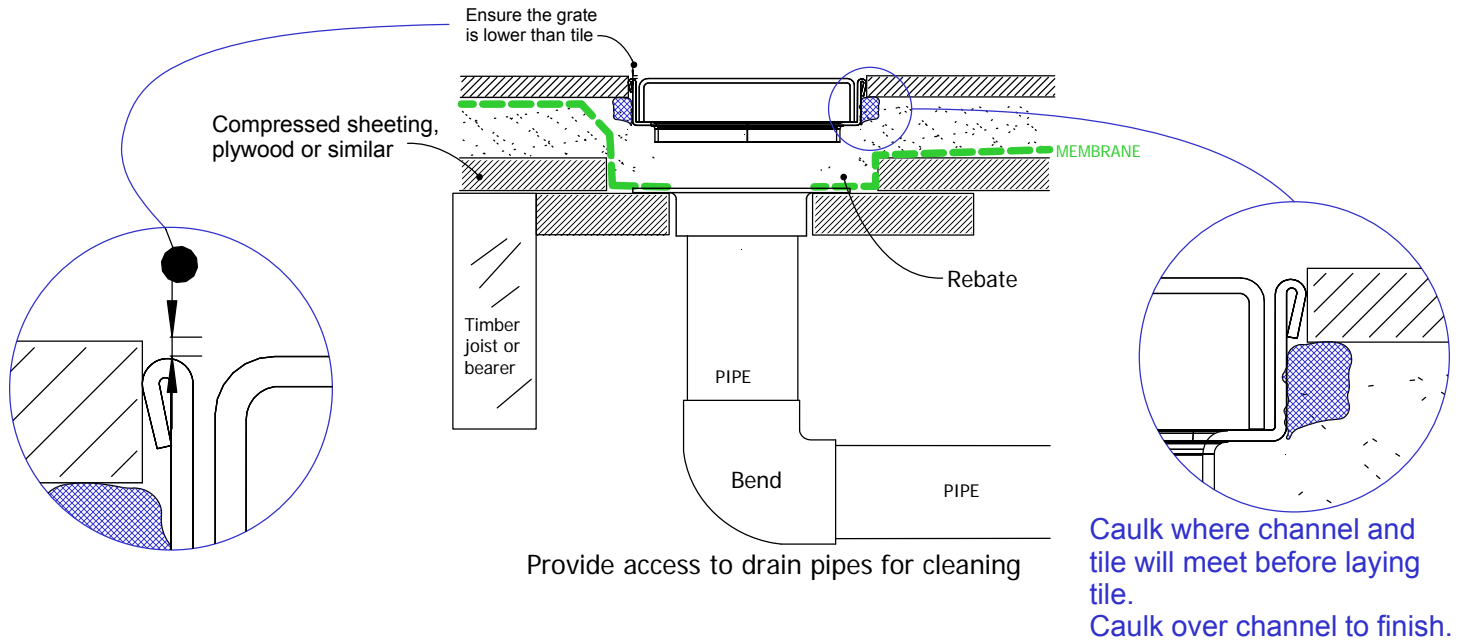 Ensure the grate
is lower than tile
Compressed sheeting,
plywood or similar
MEMBRANE
Rebate
Timber
joist or
bearer
PIPE
Bend
PIPE
Provide access to drain pipes for cleaning
Caulk where channel and
tile will meet before laying
tile.
Caulk over channel to finish.